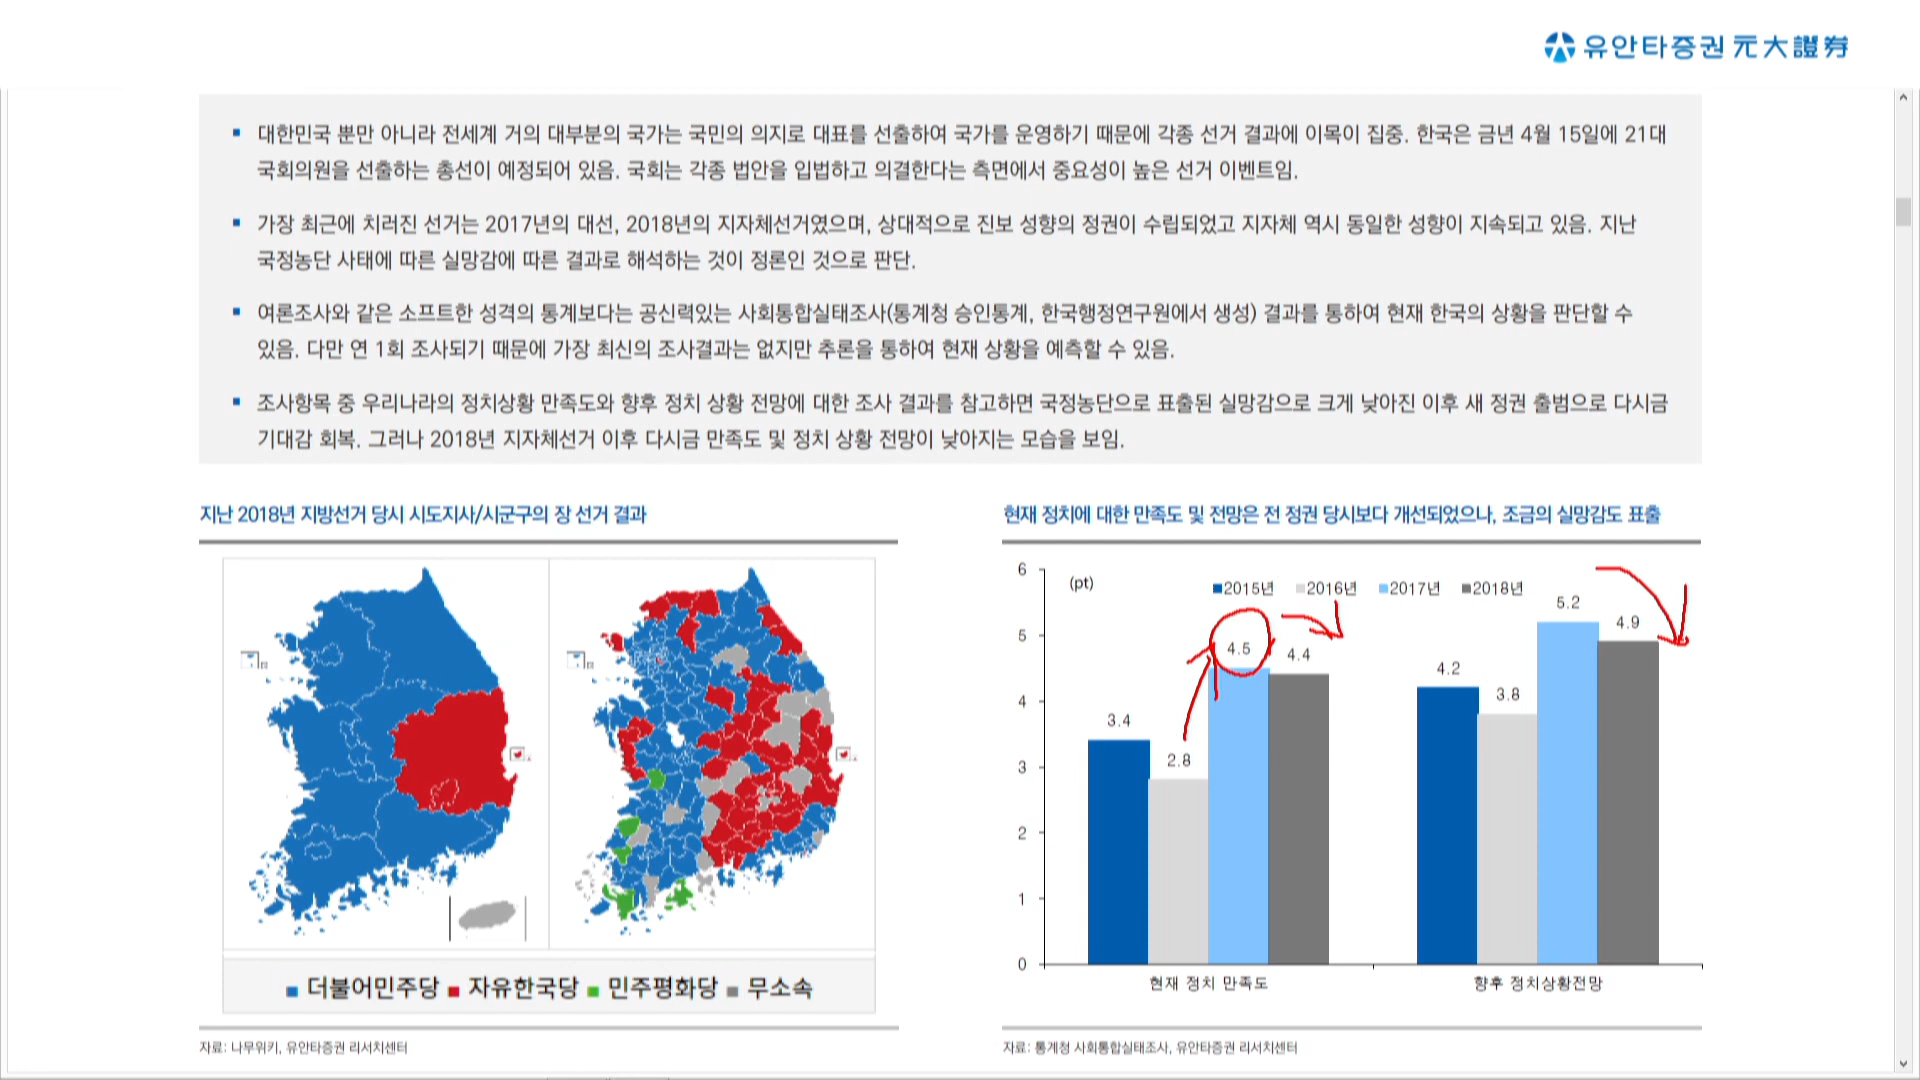 유안타증권 元大證券
▪ 대한민국 뿐만 아니라 전세계 거의 대부분의 국가는 국민의 의지로 대표를 선출하여 국가를 운영하기 때문에 각종 선거 결과에 이목이 집중. 한국은 금년 4월 15일에 21대
국회의원을 선출하는 총선이 예정되어 있음. 국회는 각종 법안을 입법하고 의결한다는 측면에서 중요성이 높은 선거 이벤트임.
▪ 가장 최근에 치러진 선거는 2017년의 대선, 2018년의 지자체선거였으며, 상대적으로 진보 성향의 정권이 수립되었고 지자체 역시 동일한 성향이 지속되고 있음. 지난
국정농단 사태에 따른 실망감에 따른 결과로 해석하는 것이 정론인 것으로 판단.
▪ 여론조사와 같은 소프트한 성격의 통계보다는 공신력있는 사회통합실태조사(통계청 승인통계, 한국행정연구원에서 생성) 결과를 통하여 현재 한국의 상황을 판단할 수
있음. 다만 연 1회 조사되기 때문에 가장 최신의 조사결과는 없지만 추론을 통하여 현재 상황을 예측할 수 있음.
▪ 조사항목 중 우리나라의 정치상황 만족도와 향후 정치 상황 전망에 대한 조사 결과를 참고하면 국정농단으로 표출된 실망감으로 크게 낮아진 이후 새 정권 출범으로 다시금
기대감 회복. 그러나 2018년 지자체선거 이후 다시금 만족도 및 정치 상황 전망이 낮아지는 모습을 보임.
지난 2018년 지방선거 당시 시도지사/시군구의 장 선거 결과
더불어민주당 자유한국당 민주평화당 무소속
자료: 나무위키, 유안타증권 리서치센터
현재 정치에 대한 만족도 및 전망은 전 정권 당시보다 개선되었으나, 조금의 실망감도 표출
(pt)
2015년 2016년 2017년 2018년
6
5
4
3
2
1
0
3.4
2.8
4.5
4.4
4.2
3.8
5.2
4.9
현재 정치 만족도
향후 정치상황전망
자료: 통계청 사회통합실태조사, 유안타증권 리서치센터